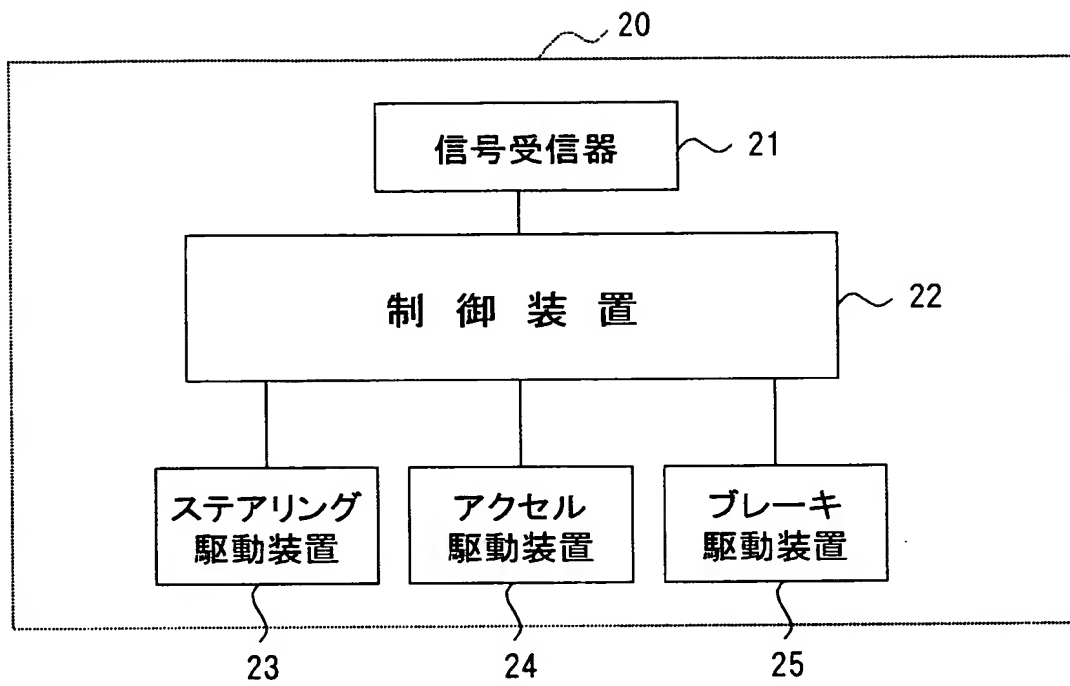 20
信号受信器
21
制御装置
22
ステアリング
駆動装置
アクセル
駆動装置
ブレーキ
駆動装置
23
24
25